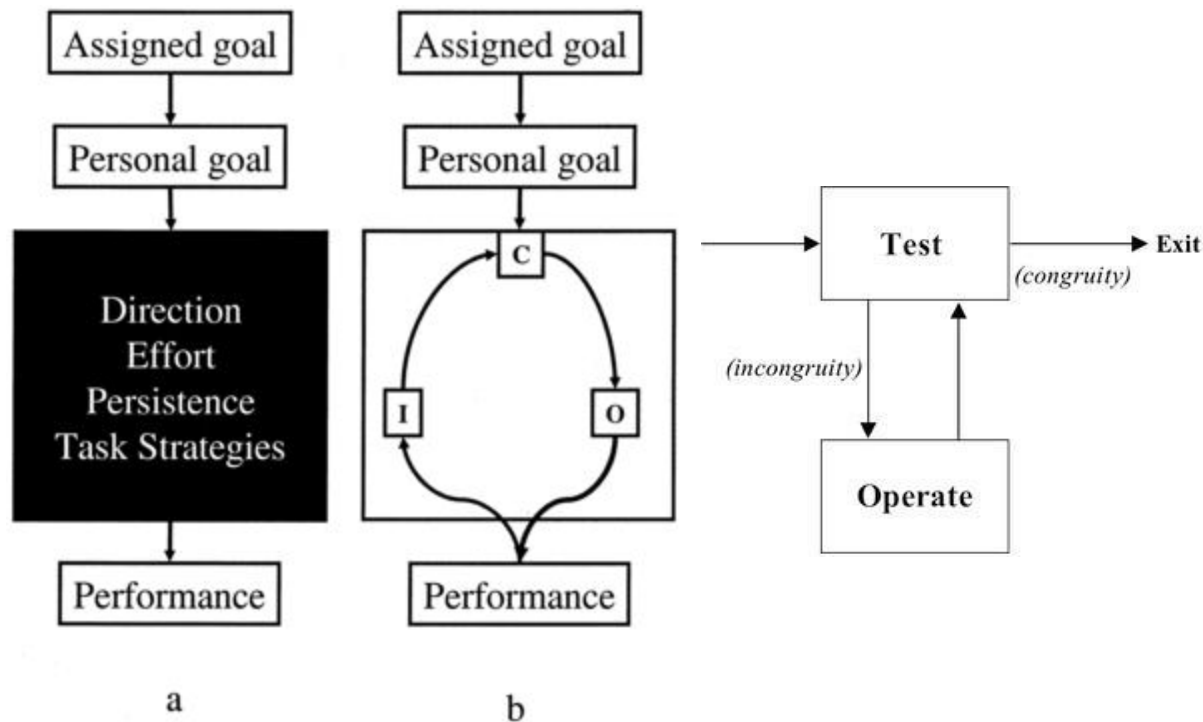 Assigned goal
Personal goal
Direction
Effort
Persistence
Task Strategies
Performance
a
Assigned goal
Personal goal
C
I
O
Performance
b
Test
Exit
(congruity)
(incongruity)
Operate